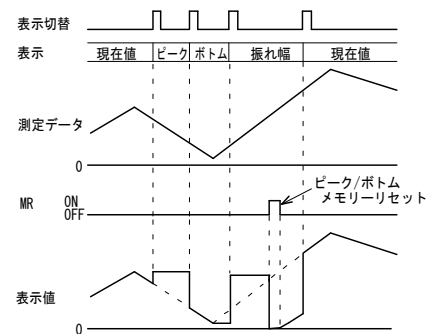 表示切替
表示 現在値 ピーク ボトム 振れ幅 現在値
測定データ
0
ピーク/ボトム
メモリーリセット
MR ON
OFF
表示値
0